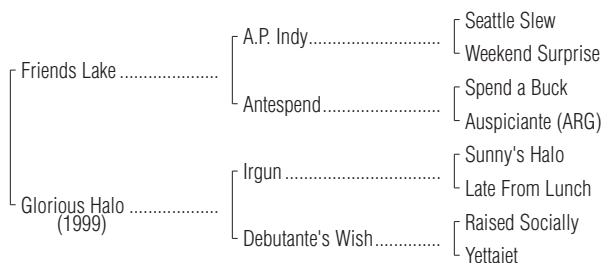 Seattle Slew
A.P. Indy
Weekend Surprise
Friends Lake
Spend a Buck
Antespend
Auspiciante (ARG)
Sunny's Halo
Irgun
Late From Lunch
Glorious Halo
(1999)
Raised Socially
Debutante's Wish
Yettajet